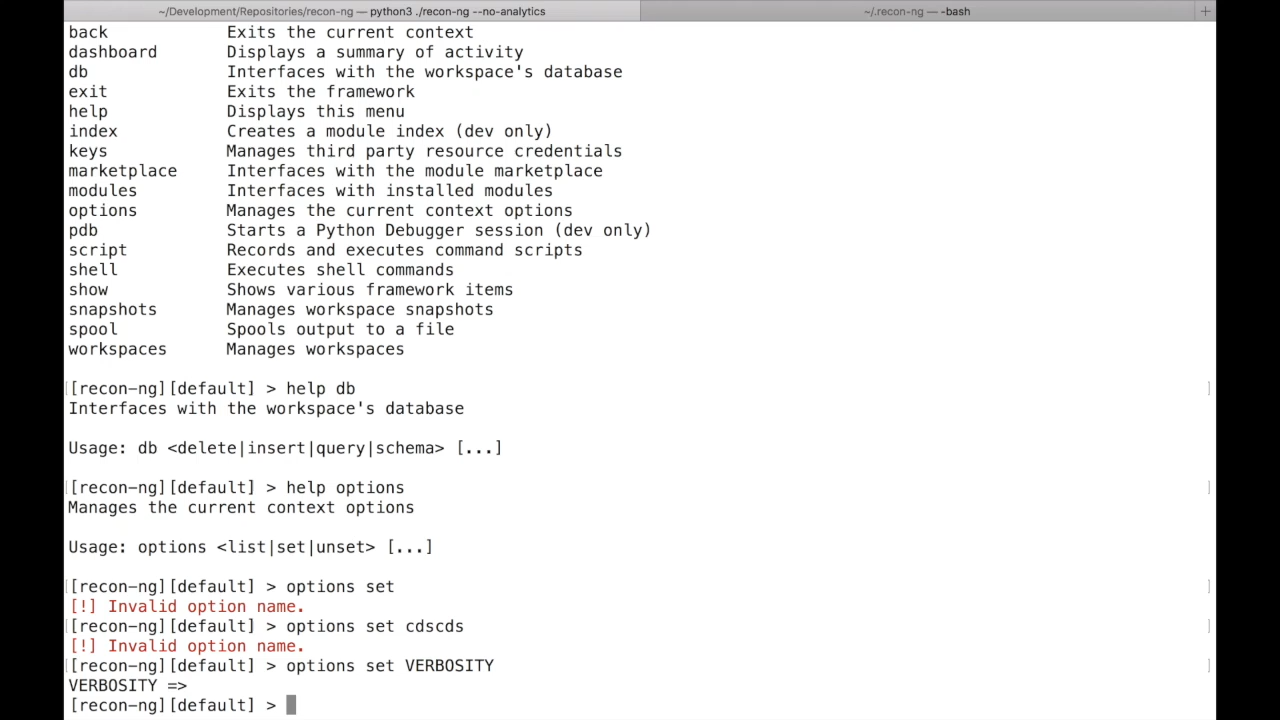 ~/Development/Repositories/recon-ng — python3 ./recon-ng --no-analytics
~/.recon-ng — -bash
+
back Exits the current context
dashboard Displays a summary of activity
db Interfaces with the workspace's database
exit Exits the framework
help Displays this menu
index Creates a module index (dev only)
keys Manages third party resource credentials
marketplace Interfaces with the module marketplace
modules Interfaces with installed modules
options Manages the current context options
pdb Starts a Python Debugger session (dev only)
script Records and executes command scripts
shell Executes shell commands
show Shows various framework items
snapshots Manages workspace snapshots
spool Spools output to a file
workspaces Manages workspaces
[[recon-ng][default] > help db ]
Interfaces with the workspace's database
Usage: db <delete|insert|query|schema> [...]
[[recon-ng][default] > help options ]
Manages the current context options
Usage: options <list|set|unset> [...]
[[recon-ng][default] > options set ]
[!] Invalid option name.
[[recon-ng][default] > options set cdscds ]
[!] Invalid option name.
[[recon-ng][default] > options set VERBOSITY ]
VERBOSITY =>
[recon-ng][default] >